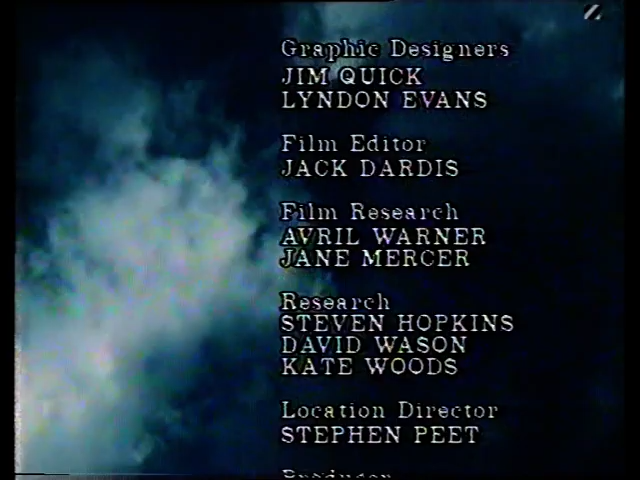 Graphic Designers
JIM QUICK
LYNDON EVANS
Film Editor
JACK DARDIS
Film Research
AVRIL WARNER
JANE MERCER
Research
STEVEN HOPKINS
DAVID WASON
KATE WOODS
Location Director
STEPHEN PEET
Producer